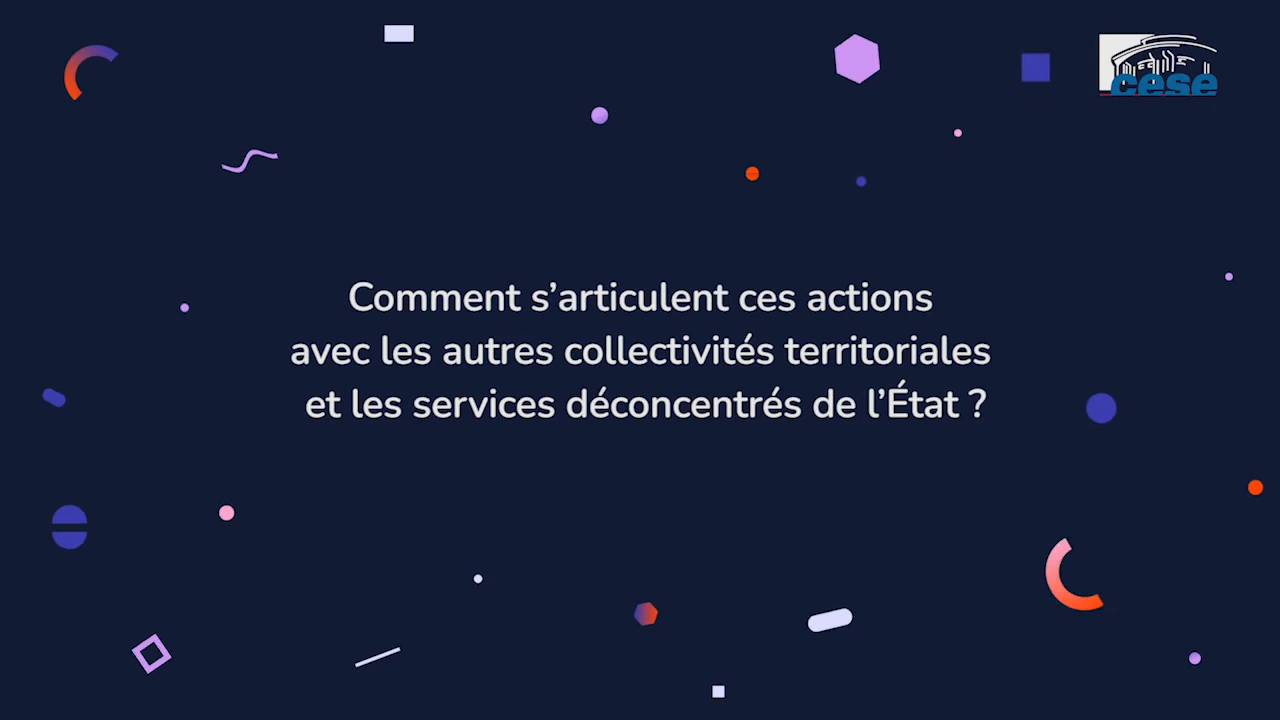 cese
Comment s’articulent ces actions
avec les autres collectivités territoriales
et les services déconcentrés de l’État ?